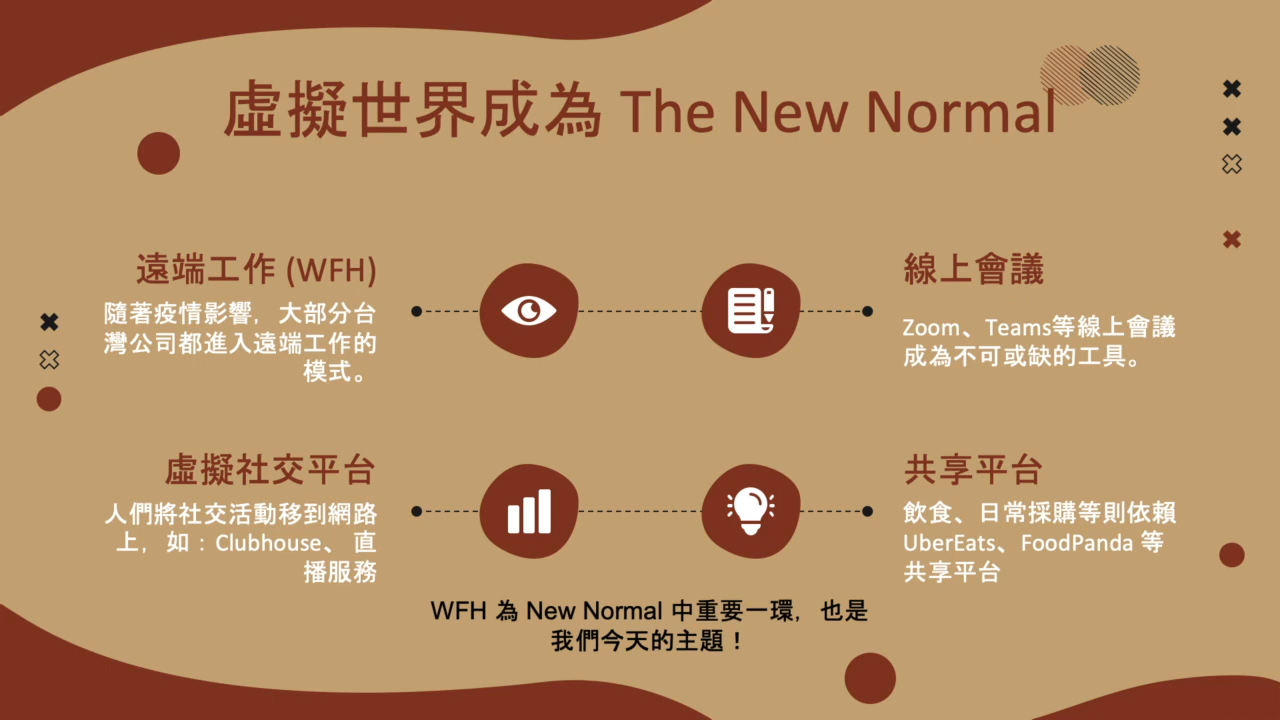 虛擬世界成為 The New Normal
遠端工作 (WFH)
隨著疫情影響，大部分台
灣公司都進入遠端工作的
模式。
線上會議
Zoom、Teams等線上會議
成為不可或缺的工具。
虛擬社交平台
人們將社交活動移到網路
上，如：Clubhouse、直
播服務
共享平台
飲食、日常採購等則依賴
UberEats、FoodPanda 等
共享平台
WFH 為 New Normal 中重要一環，也是
我們今天的主題！